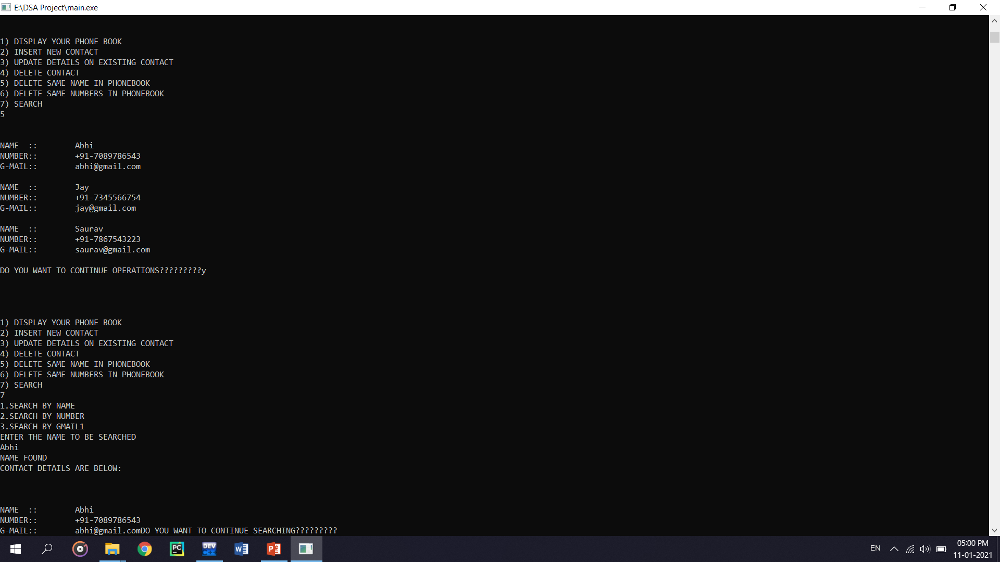 E:\DSA Project\main.exe
1) DISPLAY YOUR PHONE BOOK
2) INSERT NEW CONTACT
3) UPDATE DETAILS ON EXISTING CONTACT
4) DELETE CONTACT
5) DELETE SAME NAME IN PHONEBOOK
6) DELETE SAME NUMBERS IN PHONEBOOK
7) SEARCH
5
NAME  ::        Abhi
NUMBER::        +91-7089786543
G-MAIL::        abhi@gmail.com
NAME  ::        Jay
NUMBER::        +91-7345566754
G-MAIL::        jay@gmail.com
NAME  ::        Saurav
NUMBER::        +91-7867543223
G-MAIL::        saurav@gmail.com
DO YOU WANT TO CONTINUE OPERATIONS?????????y
1) DISPLAY YOUR PHONE BOOK
2) INSERT NEW CONTACT
3) UPDATE DETAILS ON EXISTING CONTACT
4) DELETE CONTACT
5) DELETE SAME NAME IN PHONEBOOK
6) DELETE SAME NUMBERS IN PHONEBOOK
7) SEARCH
7
1.SEARCH BY NAME
2.SEARCH BY NUMBER
3.SEARCH BY GMAIL1
ENTER THE NAME TO BE SEARCHED
Abhi
NAME FOUND
CONTACT DETAILS ARE BELOW:
NAME  ::        Abhi
NUMBER::        +91-7089786543
G-MAIL::        abhi@gmail.comDO YOU WANT TO CONTINUE SEARCHING?????????
PC
DEV
C++
W
P
EN
05:00 PM
11-01-2021